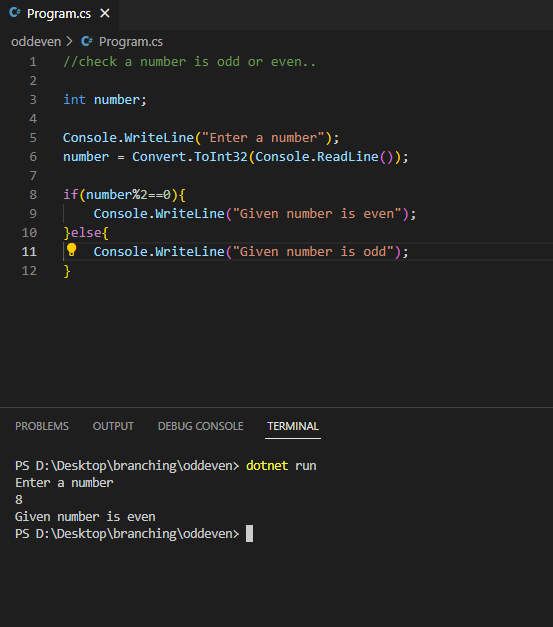 Program.cs
oddeven > Program.cs
1 //check a number is odd or even..
2
3 int number;
4
5 Console.WriteLine("Enter a number");
6 number = Convert.ToInt32(Console.ReadLine());
7
8 if(number%2==0){
9     Console.WriteLine("Given number is even");
10 }else{
11     Console.WriteLine("Given number is odd");
12 }
PROBLEMS OUTPUT DEBUG CONSOLE TERMINAL
PS D:\Desktop\branching\oddeven> dotnet run
Enter a number
8
Given number is even
PS D:\Desktop\branching\oddeven>